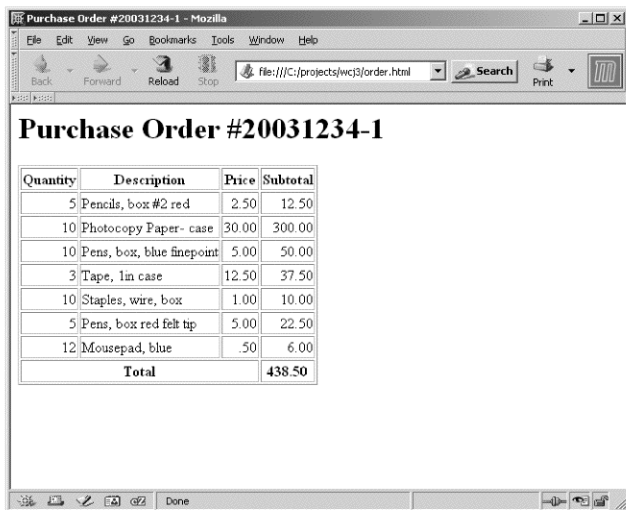 Purchase Order #20031234-1 - Mozilla
File Edit View Go Bookmarks Tools Window Help
Back Forward Reload Stop file:///C:/projects/wcj3/order.html Search Print
Purchase Order #20031234-1
Quantity Description Price Subtotal
5 Pencils, box #2 red 2.50 12.50
10 Photocopy Paper- case 30.00 300.00
10 Pens, box, blue finepoint 5.00 50.00
3 Tape, 1in case 12.50 37.50
10 Staples, wire, box 1.00 10.00
5 Pens, box red felt tip 5.00 22.50
12 Mousepad, blue .50 6.00
Total 438.50
Done